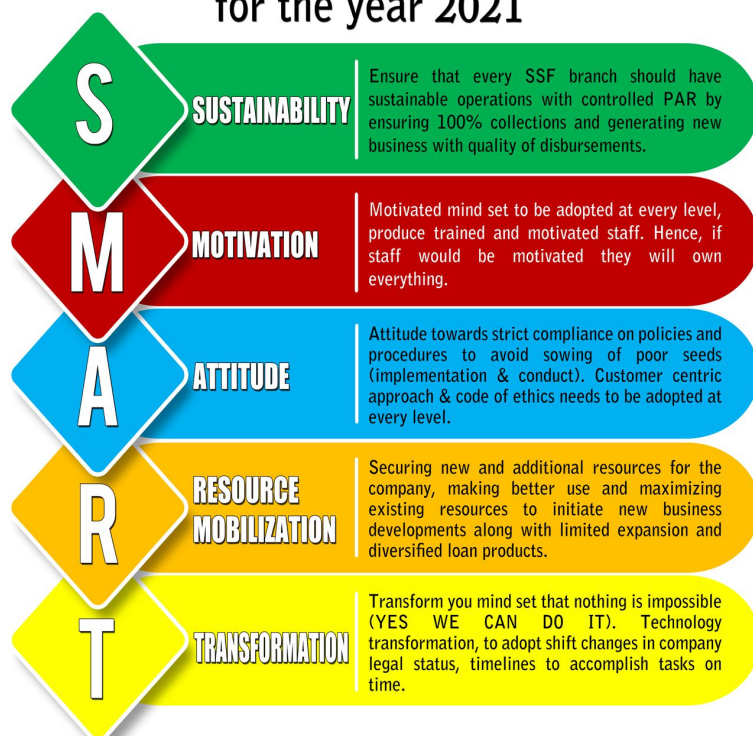 for the year 2021
S
SUSTAINABILITY
Ensure that every SSF branch should have
sustainable operations with controlled PAR by
ensuring 100% collections and generating new
business with quality of disbursements.
M
MOTIVATION
Motivated mind set to be adopted at every level,
produce trained and motivated staff. Hence, if
staff would be motivated they will own
everything.
A
ATTITUDE
Attitude towards strict compliance on policies and
procedures to avoid sowing of poor seeds
(implementation & conduct). Customer centric
approach & code of ethics needs to be adopted at
every level.
R
RESOURCE
MOBILIZATION
Securing new and additional resources for the
company, making better use and maximizing
existing resources to initiate new business
developments along with limited expansion and
diversified loan products.
T
TRANSFORMATION
Transform you mind set that nothing is impossible
(YES WE CAN DO IT). Technology
transformation, to adopt shift changes in company
legal status, timelines to accomplish tasks on
time.